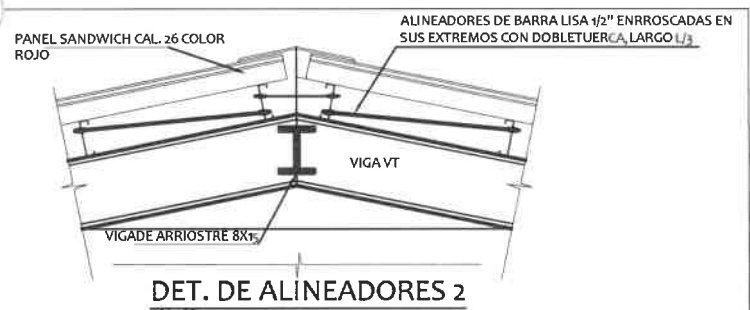 ALINEADORES DE BARRA LISA 1/2" ENRROSCADAS EN
SUS EXTREMOS CON DOBLETUERCA, LARGO L/3
PANEL SANDWICH CAL. 26 COLOR
ROJO
VIGA VT
VIGADE ARRIOSTRE 8X15
DET. DE ALINEADORES 2